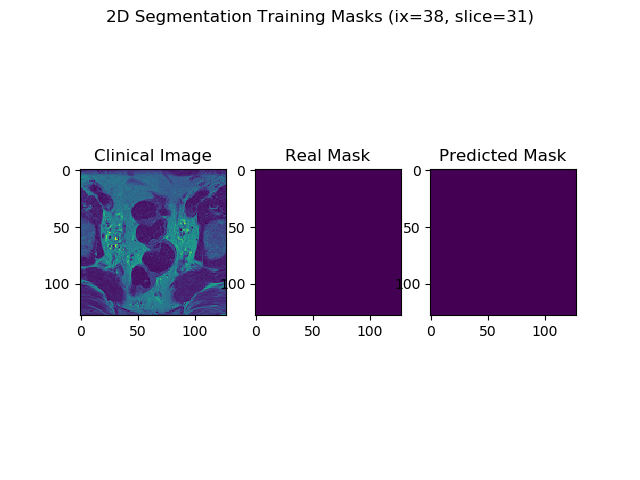 2D Segmentation Training Masks (ix=38, slice=31)
Clinical Image Real Mask Predicted Mask
0 0 0
50 50 50
100 100 100
0 50 100 0 50 100 0 50 100